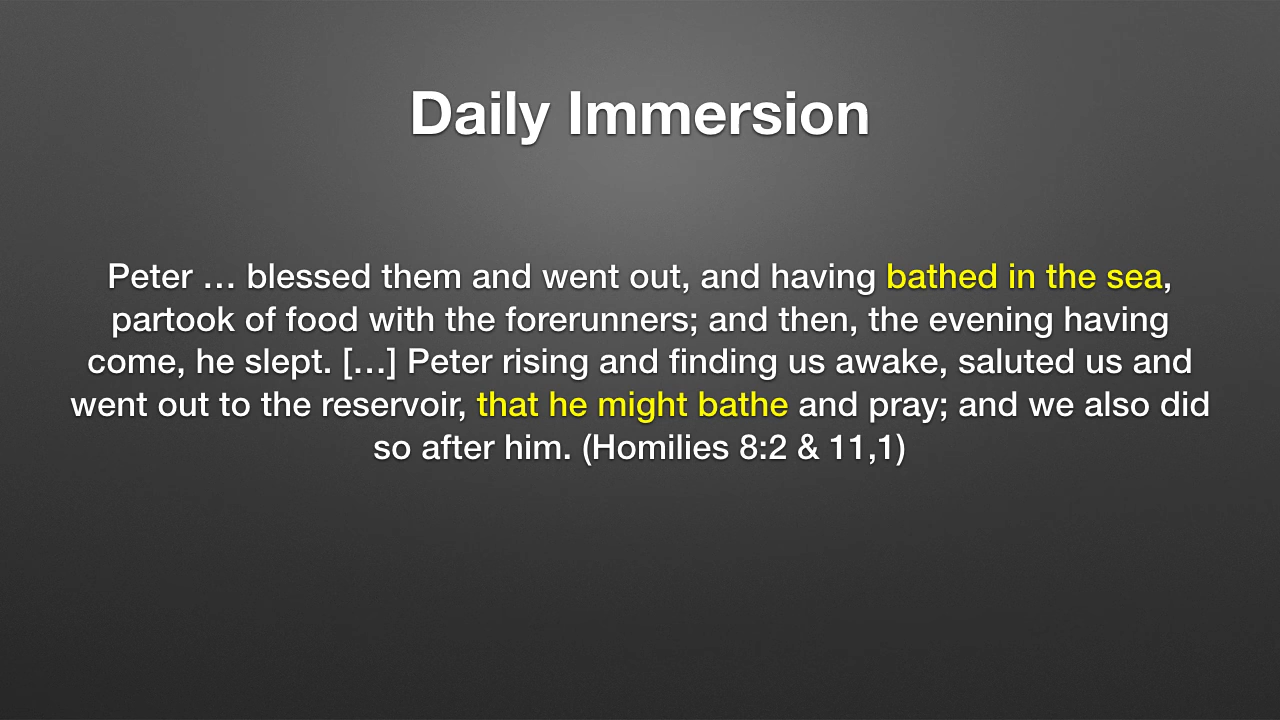 Daily Immersion
Peter … blessed them and went out, and having bathed in the sea,
partook of food with the forerunners; and then, the evening having
come, he slept. […] Peter rising and finding us awake, saluted us and
went out to the reservoir, that he might bathe and pray; and we also did
so after him. (Homilies 8:2 & 11,1)